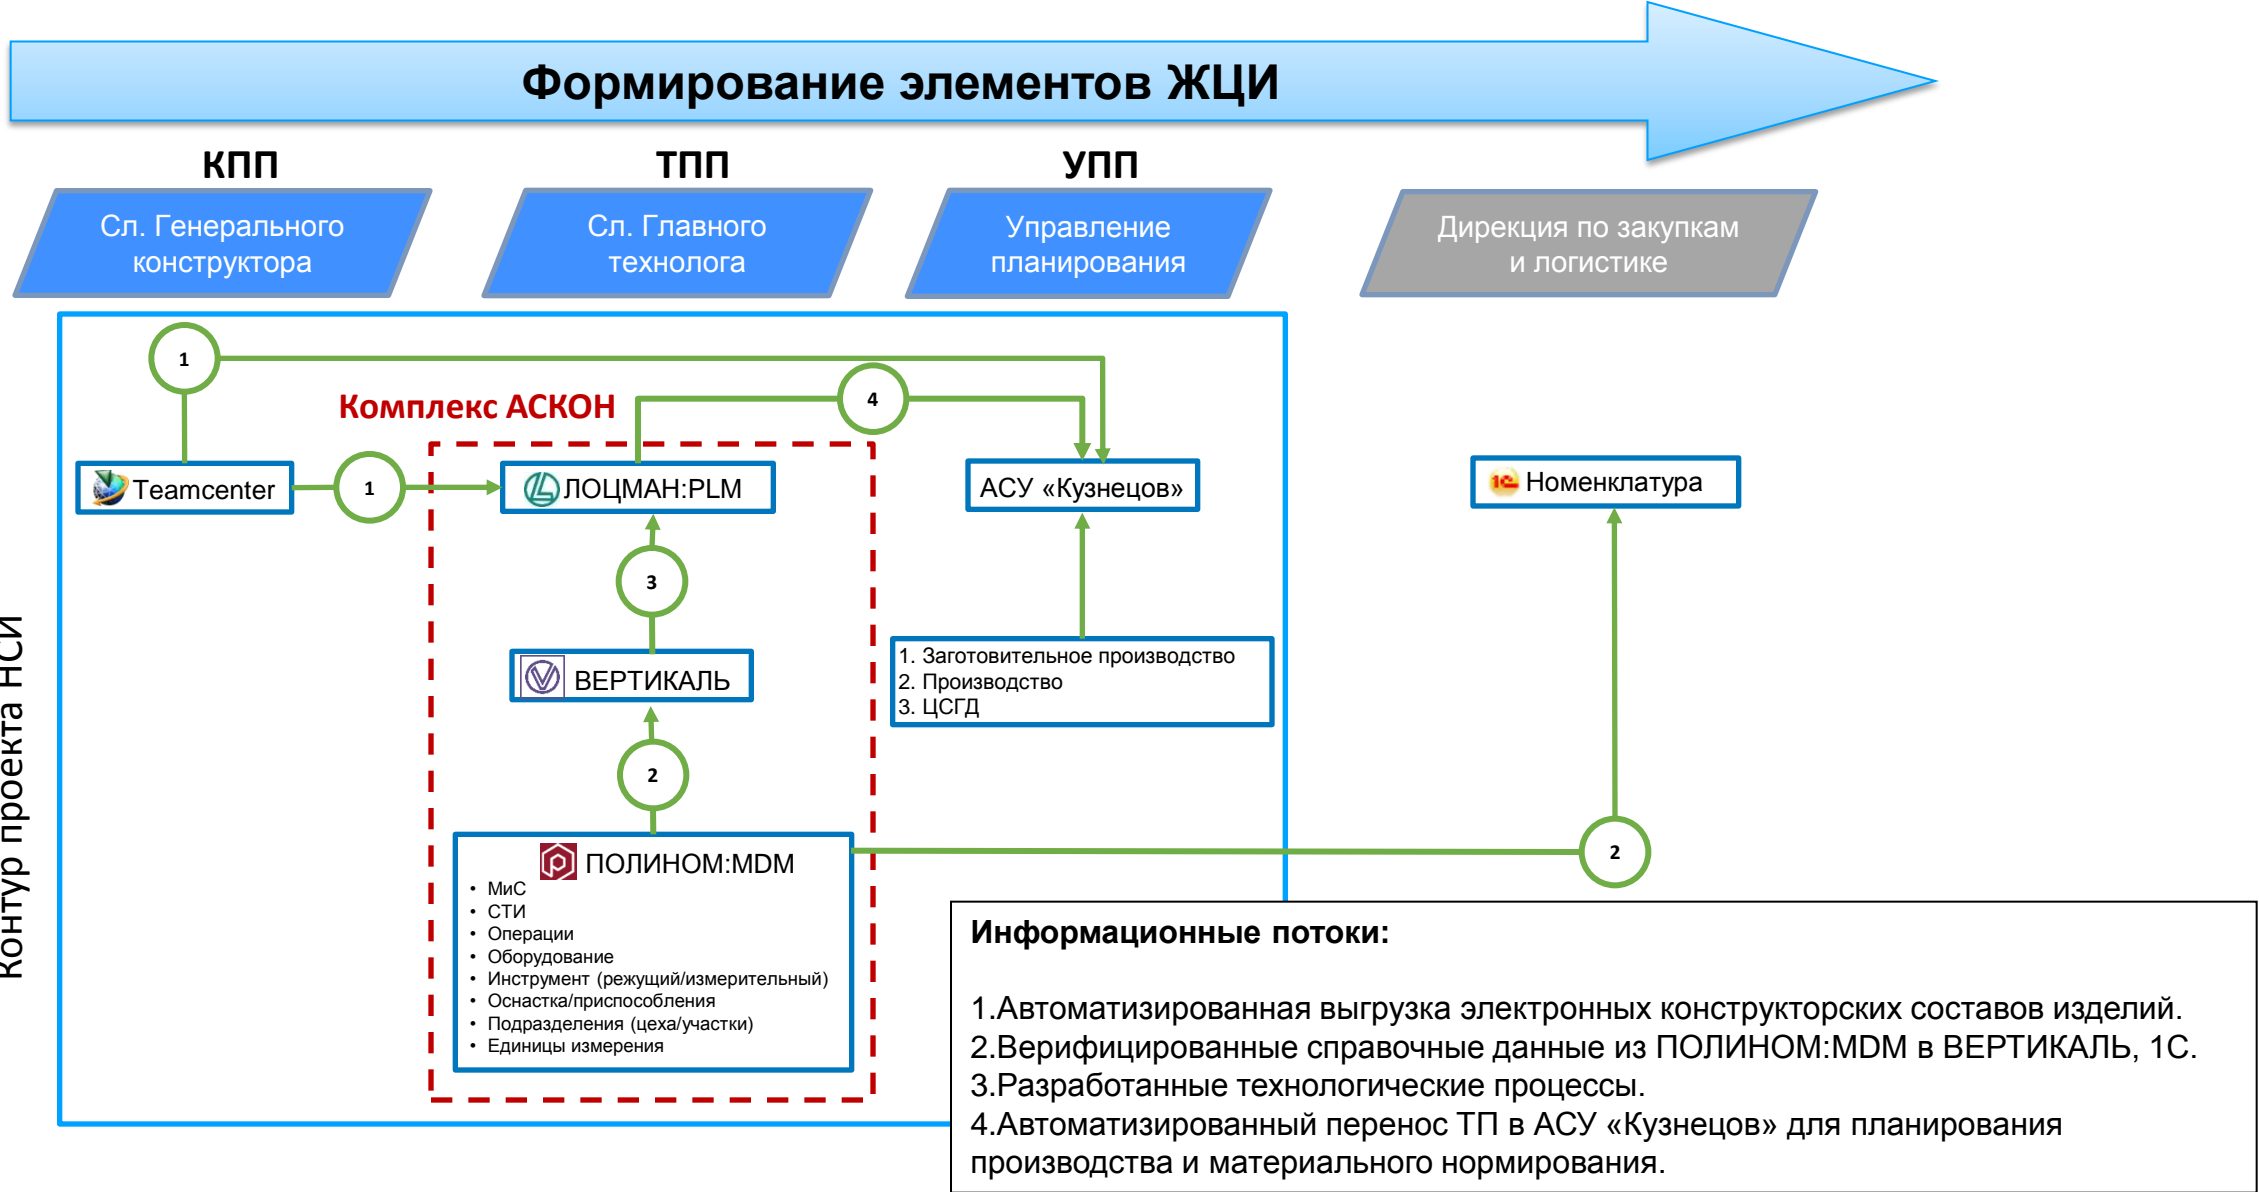 Формирование элементов ЖЦИ
КПП
ТПП
УПП
Сл. Генерального
конструктора
Сл. Главного
технолога
Управление
планирования
Дирекция по закупкам
и логистике
Контур проекта НСИ
1
4
Комплекс АСКОН
Teamcenter
1
ЛОЦМАН:PLM
АСУ «Кузнецов»
1С Номенклатура
3
ВЕРТИКАЛЬ
1. Заготовительное производство
2. Производство
3. ЦСГД
2
2
ПОЛИНОМ:MDM
• МиС
• СТИ
• Операции
• Оборудование
• Инструмент (режущий/измерительный)
• Оснастка/приспособления
• Подразделения (цеха/участки)
• Единицы измерения
Информационные потоки:
1.Автоматизированная выгрузка электронных конструкторских составов изделий.
2.Верифицированные справочные данные из ПОЛИНОМ:MDM в ВЕРТИКАЛЬ, 1С.
3.Разработанные технологические процессы.
4.Автоматизированный перенос ТП в АСУ «Кузнецов» для планирования
производства и материального нормирования.